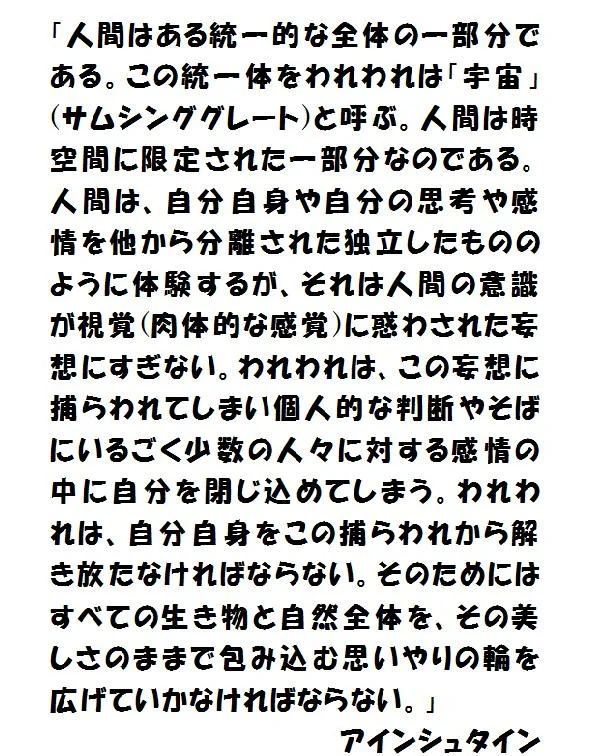 「人間はある統一的な全体の一部分で
ある。この統一体をわれわれは「宇宙」
(サムシンググレート)と呼ぶ。人間は時
空間に限定された一部分なのである。
人間は、自分自身や自分の思考や感
情を他から分離された独立したものの
ように体験するが、それは人間の意識
が視覚(肉体的な感覚)に惑わされた妄
想にすぎない。われわれは、この妄想に
捕らわれてしまい個人的な判断やそば
にいるごく少数の人々に対する感情の
中に自分を閉じ込めてしまう。われわ
れは、自分自身をこの捕らわれから解
き放たなければならない。そのためには
すべての生き物と自然全体を、その美
しさのままで包み込む思いやりの輪を
広げていかなければならない。」
アインシュタイン